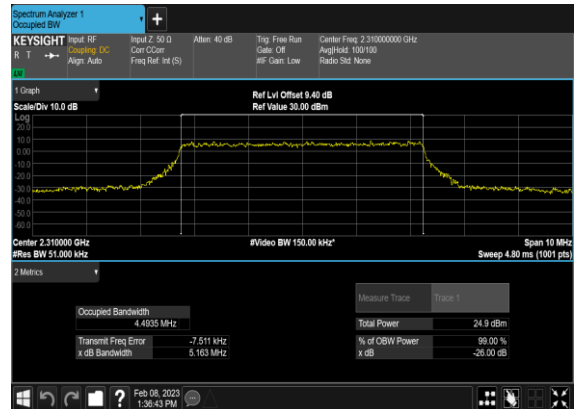 Spectrum Analyzer 1
Occupied BW
+
KEYSIGHT Input: RF Input Z: 50 Ω Atten: 40 dB Trig: Free Run Center Freq: 2.310000000 GHz
R T Coupling: DC Corr CCorr Gate: Off Avg|Hold: 100/100
Align: Auto Freq Ref: Int (S) #IF Gain: Low Radio Std: None
1 Graph Ref Lvl Offset 9.40 dB
Scale/Div 10.0 dB Ref Value 30.00 dBm
Log
20.0
10.0
0.00
-10.0
-20.0
-30.0
-40.0
-50.0
-60.0
Center 2.310000 GHz #Video BW 150.00 kHz* Span 10 MHz
#Res BW 51.000 kHz Sweep 4.80 ms (1001 pts)
2 Metrics
Measure Trace Trace 1
Occupied Bandwidth
4.4935 MHz Total Power 24.9 dBm
Transmit Freq Error -7.511 kHz % of OBW Power 99.00 %
x dB Bandwidth 5.163 MHz x dB -26.00 dB
? Feb 08, 2023
1:36:43 PM